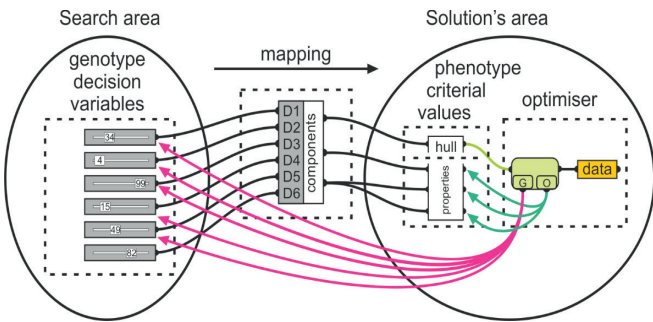 Search area
Solution's area
mapping
genotype
decision
variables
phenotype
criterial
values
optimiser
34
4
99
15
49
82
D1
D2
D3
D4
D5
D6
components
hull
properties
G
O
data